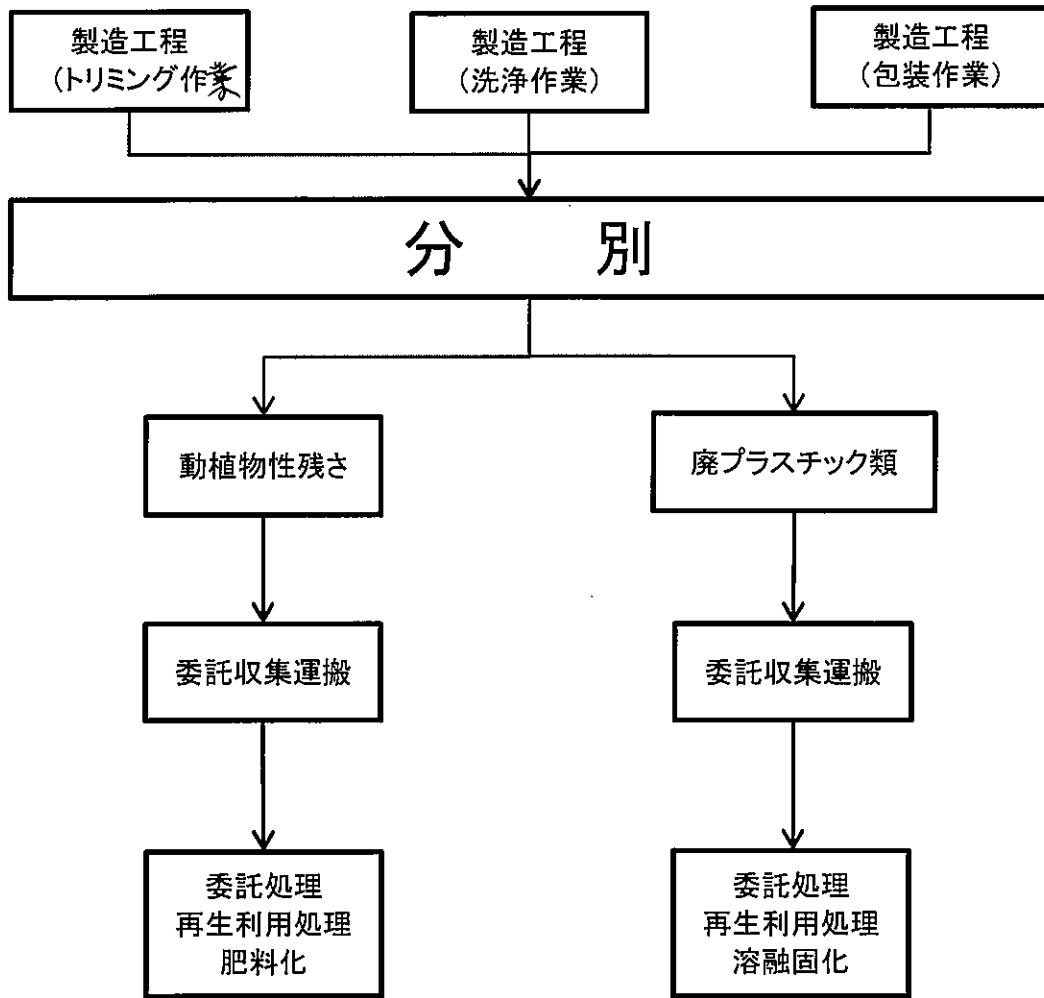 製造工程
（トリミング作業
製造工程
（洗浄作業）
製造工程
（包装作業）
分　別
動植物性残さ
廃プラスチック類
委託収集運搬
委託収集運搬
委託処理
再生利用処理
肥料化
委託処理
再生利用処理
溶融固化